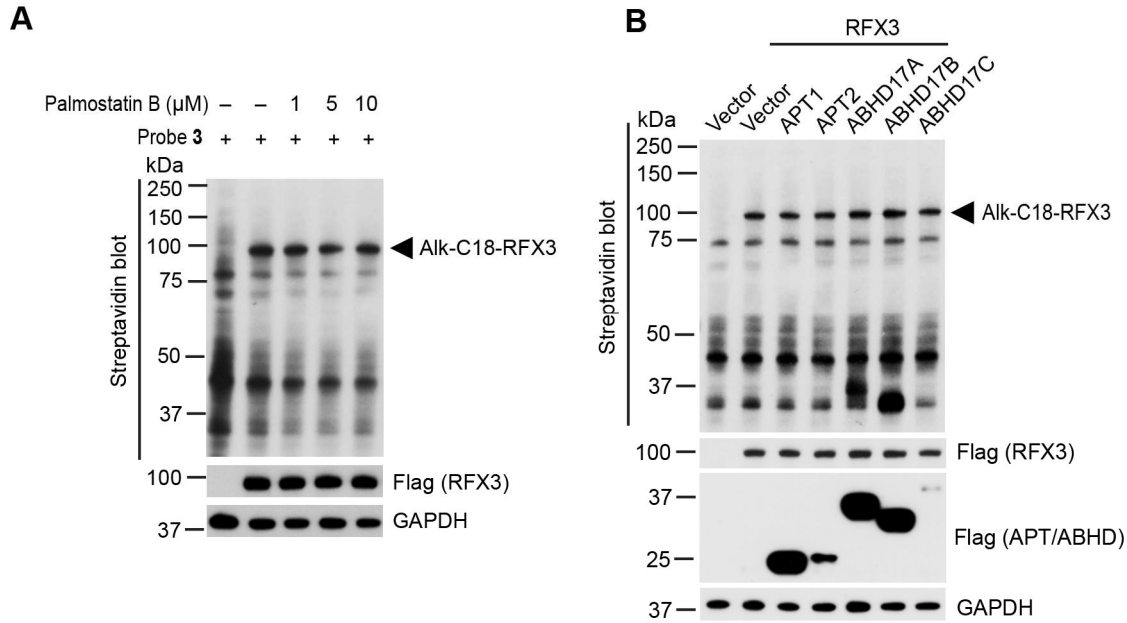 A
Palmostatin B (μM) – – 1 5 10
Probe 3 + + + + +
kDa
250
150
100
75
50
37
Streptavidin blot
Alk-C18-RFX3
100
Flag (RFX3)
37
GAPDH
B
RFX3
Vector Vector APT1 APT2 ABHD17A ABHD17B ABHD17C
kDa
250
150
100
75
50
37
Streptavidin blot
Alk-C18-RFX3
100
Flag (RFX3)
37
25
Flag (APT/ABHD)
37
GAPDH